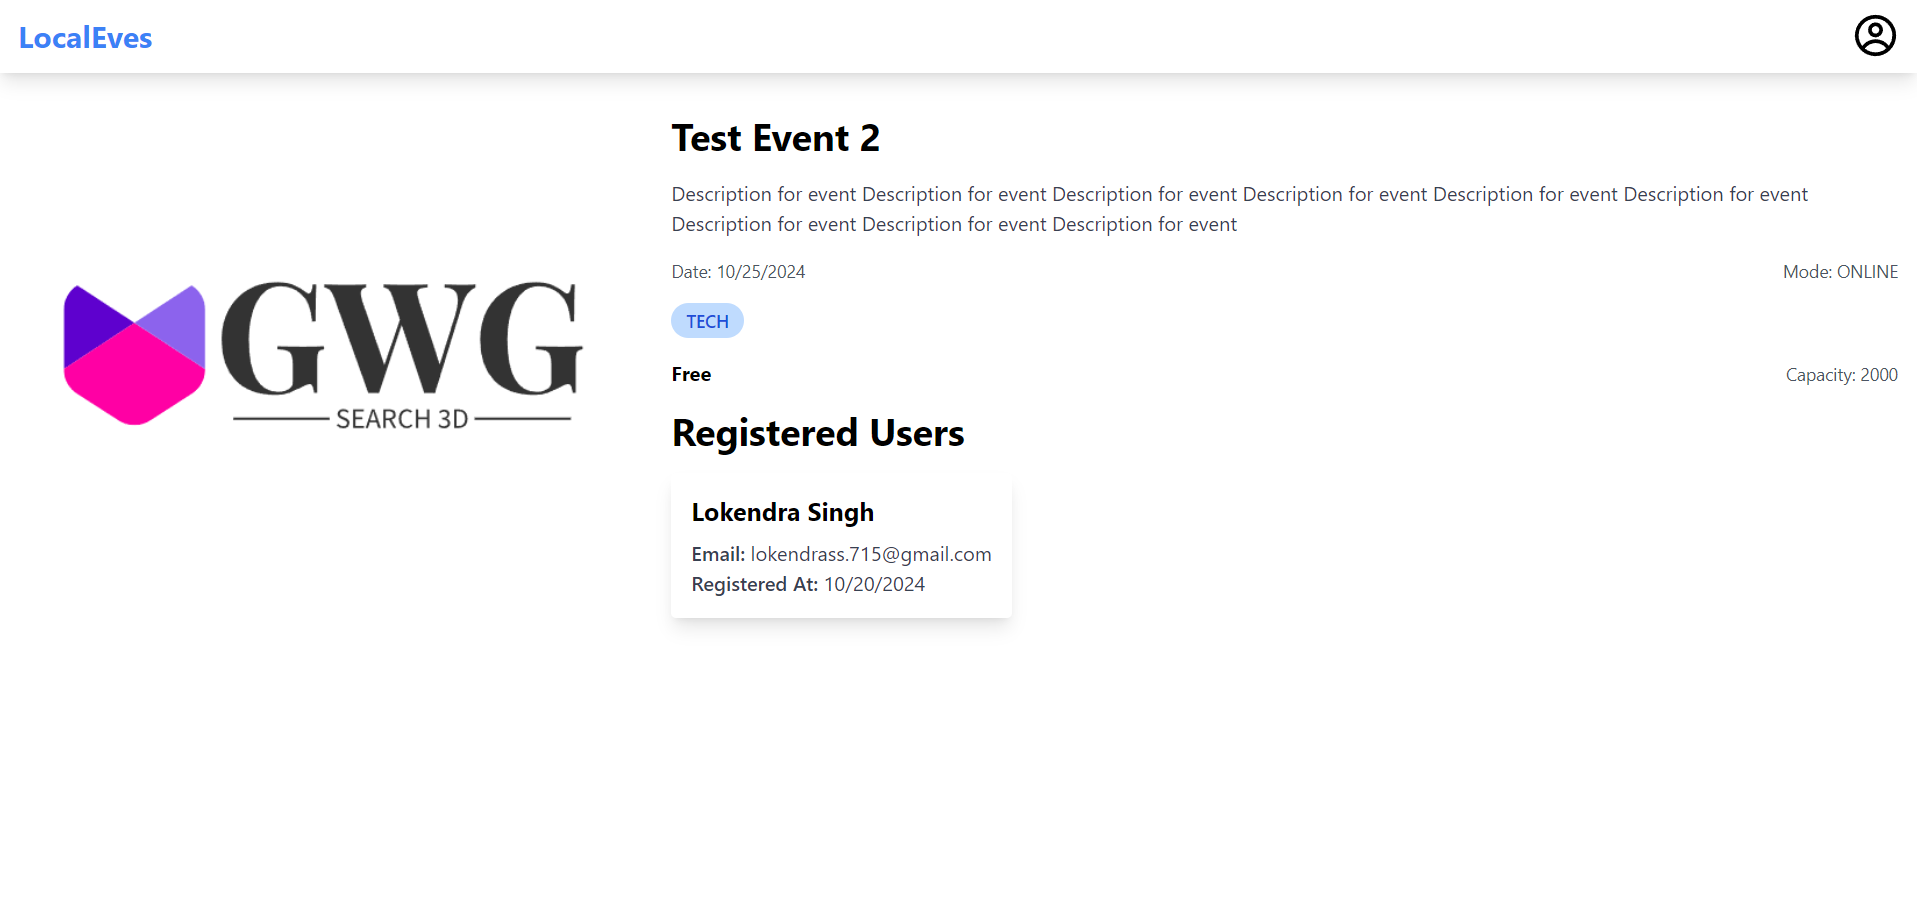 LocalEves
GWG
SEARCH 3D
Test Event 2
Description for event Description for event Description for event Description for event Description for event Description for event
Description for event Description for event Description for event
Date: 10/25/2024
Mode: ONLINE
TECH
Free
Capacity: 2000
Registered Users
Lokendra Singh
Email: lokendrass.715@gmail.com
Registered At: 10/20/2024